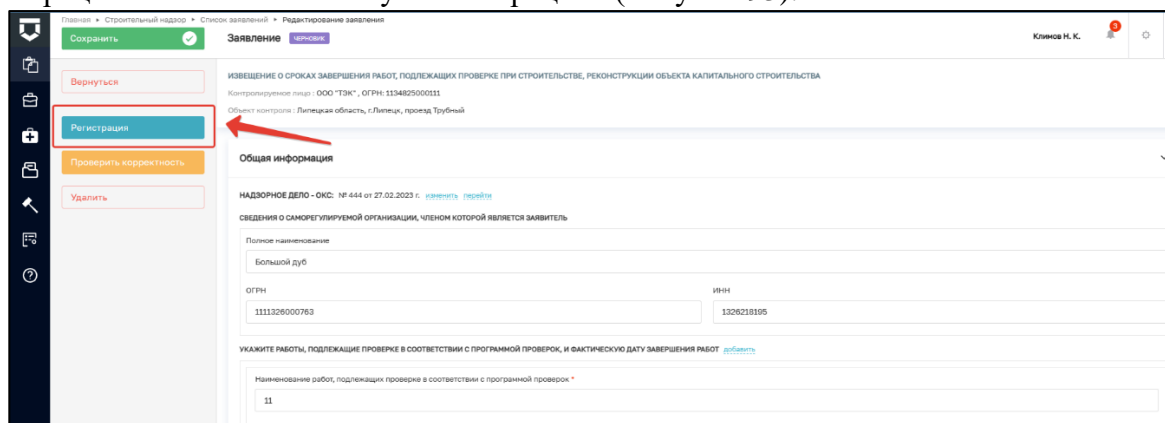 Главная • Строительный надзор • Список заявлений • Редактирование заявления
Сохранить
Заявление ЧЕРНОВИК
Климов Н. К.
3
Вернуться
ИЗВЕЩЕНИЕ О СРОКАХ ЗАВЕРШЕНИЯ РАБОТ, ПОДЛЕЖАЩИХ ПРОВЕРКЕ ПРИ СТРОИТЕЛЬСТВЕ, РЕКОНСТРУКЦИИ ОБЪЕКТА КАПИТАЛЬНОГО СТРОИТЕЛЬСТВА
Контролируемое лицо : ООО "ТЭК" , ОГРН: 1134825000111
Объект контроля : Липецкая область, г.Липецк, проезд Трубный
Регистрация
Проверить корректность
Удалить
Общая информация
НАДЗОРНОЕ ДЕЛО - ОКС: № 444 от 27.02.2023 г. изменить перейти
СВЕДЕНИЯ О САМОРЕГУЛИРУЕМОЙ ОРГАНИЗАЦИИ, ЧЛЕНОМ КОТОРОЙ ЯВЛЯЕТСЯ ЗАЯВИТЕЛЬ
Полное наименование
Большой дуб
ОГРН ИНН
1111326000763 1326218195
УКАЖИТЕ РАБОТЫ, ПОДЛЕЖАЩИЕ ПРОВЕРКЕ В СООТВЕТСТВИИ С ПРОГРАММОЙ ПРОВЕРОК, И ФАКТИЧЕСКУЮ ДАТУ ЗАВЕРШЕНИЯ РАБОТ добавить
Наименование работ, подлежащих проверке в соответствии с программой проверок *
11